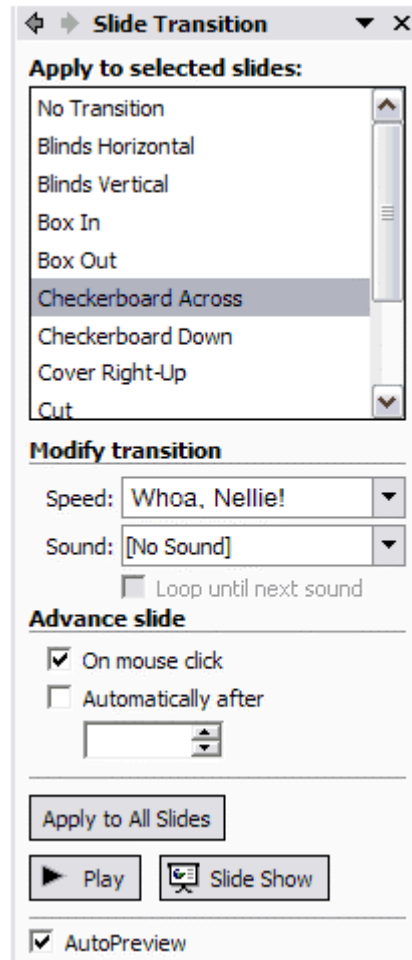 Slide Transition
Apply to selected slides:
No Transition
Blinds Horizontal
Blinds Vertical
Box In
Box Out
Checkerboard Across
Checkerboard Down
Cover Right-Up
Cut
Modify transition
Speed: Whoa, Nellie!
Sound: [No Sound]
Loop until next sound
Advance slide
On mouse click
Automatically after
Apply to All Slides
Play Slide Show
AutoPreview